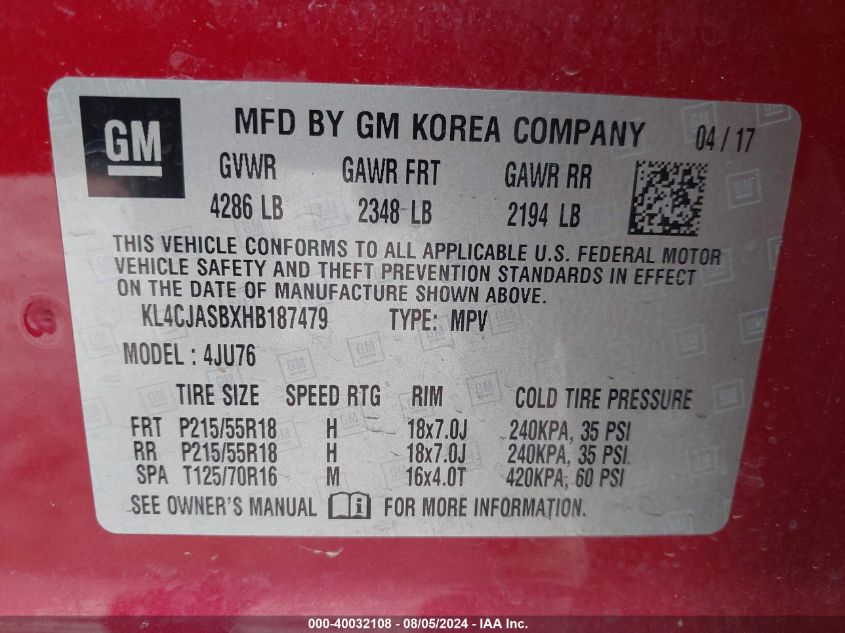 GM
MFD BY GM KOREA COMPANY 04 / 17
GVWR GAWR FRT GAWR RR
4286 LB 2348 LB 2194 LB
THIS VEHICLE CONFORMS TO ALL APPLICABLE U.S. FEDERAL MOTOR
VEHICLE SAFETY AND THEFT PREVENTION STANDARDS IN EFFECT
ON THE DATE OF MANUFACTURE SHOWN ABOVE.
KL4CJASBXHB187479 TYPE: MPV
MODEL : 4JU76
TIRE SIZE SPEED RTG RIM COLD TIRE PRESSURE
FRT P215/55R18 H 18x7.0J 240KPA, 35 PSI
RR P215/55R18 H 18x7.0J 240KPA, 35 PSI
SPA T125/70R16 M 16x4.0T 420KPA, 60 PSI
SEE OWNER'S MANUAL i FOR MORE INFORMATION.
000-40032108 - 08/05/2024 - IAA Inc.